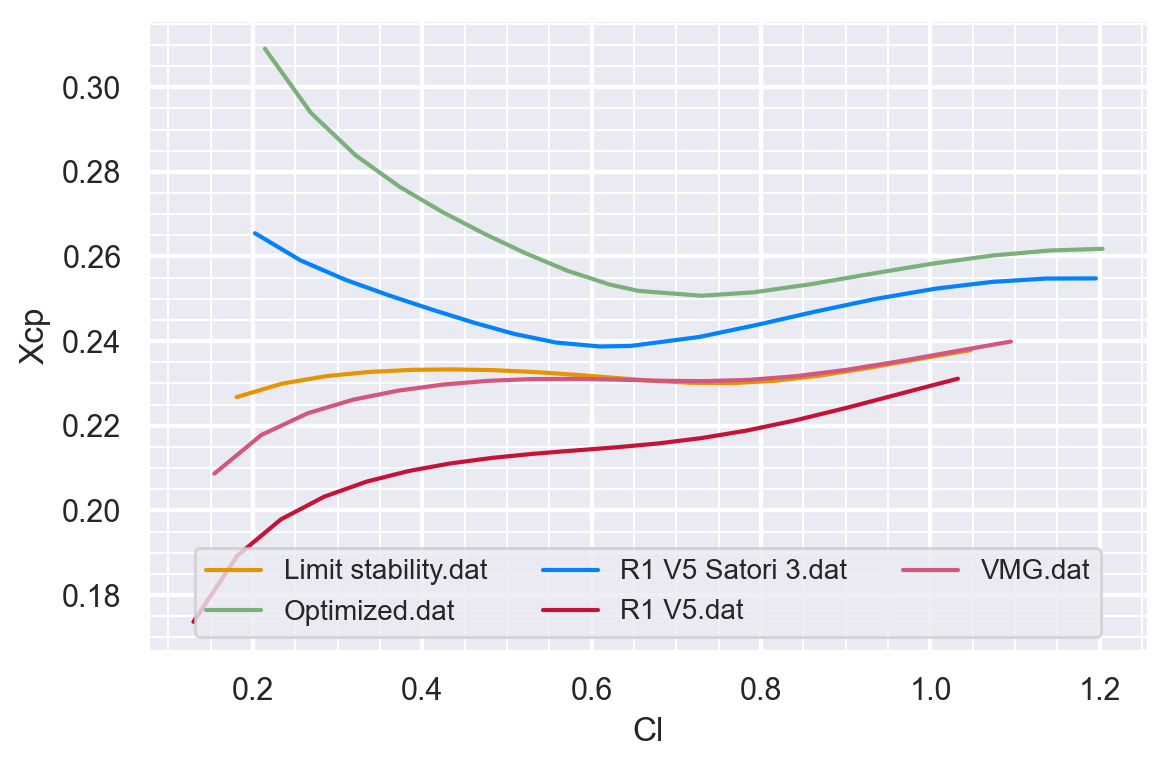 0.30
0.28
0.26
0.24
0.22
0.20
0.18
Xcp
Limit stability.dat
Optimized.dat
R1 V5 Satori 3.dat
R1 V5.dat
VMG.dat
0.2 0.4 0.6 0.8 1.0 1.2
Cl